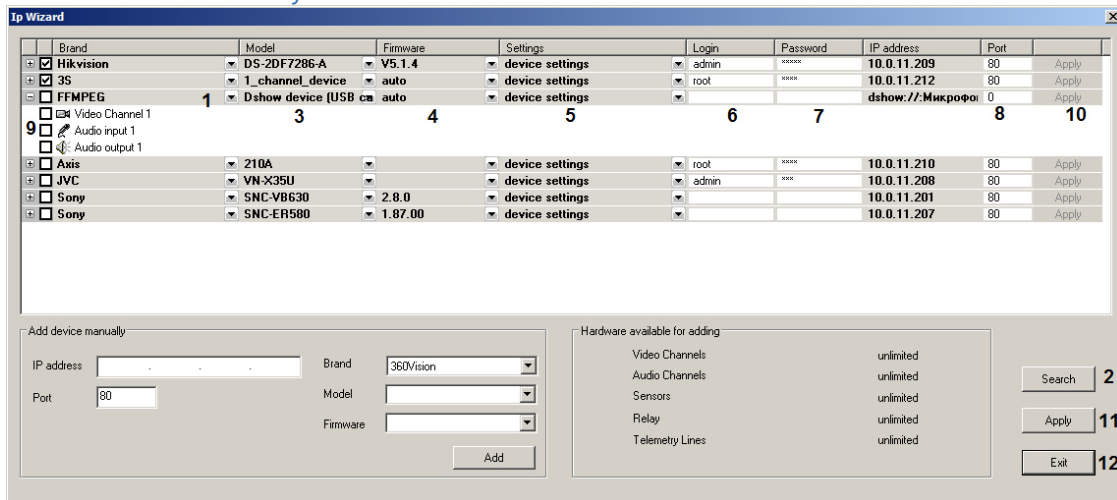 Ip Wizard
Brand Model Firmware Settings Login Password IP address Port
Hikvision DS-2DF7286-A V5.1.4 device settings admin ***** 10.0.11.209 80 Apply
3S 1_channel_device auto device settings root ***** 10.0.11.212 80 Apply
FFMPEG 1 Dshow device (USB ca auto device settings dshow://:Микрофо 0 Apply
Video Channel 1 3 4 5 6 7 8 10
9 Audio input 1
Audio output 1
Axis 210A device settings root **** 10.0.11.210 80 Apply
JVC VN-X35U device settings admin *** 10.0.11.208 80 Apply
Sony SNC-VB630 2.8.0 device settings 10.0.11.201 80 Apply
Sony SNC-ER580 1.87.00 device settings 10.0.11.207 80 Apply
Add device manually
IP address . . .
Port 80
Brand 360Vision
Model
Firmware
Add
Hardware available for adding
Video Channels unlimited
Audio Channels unlimited
Sensors unlimited
Relay unlimited
Telemetry Lines unlimited
Search 2
Apply 11
Exit 12